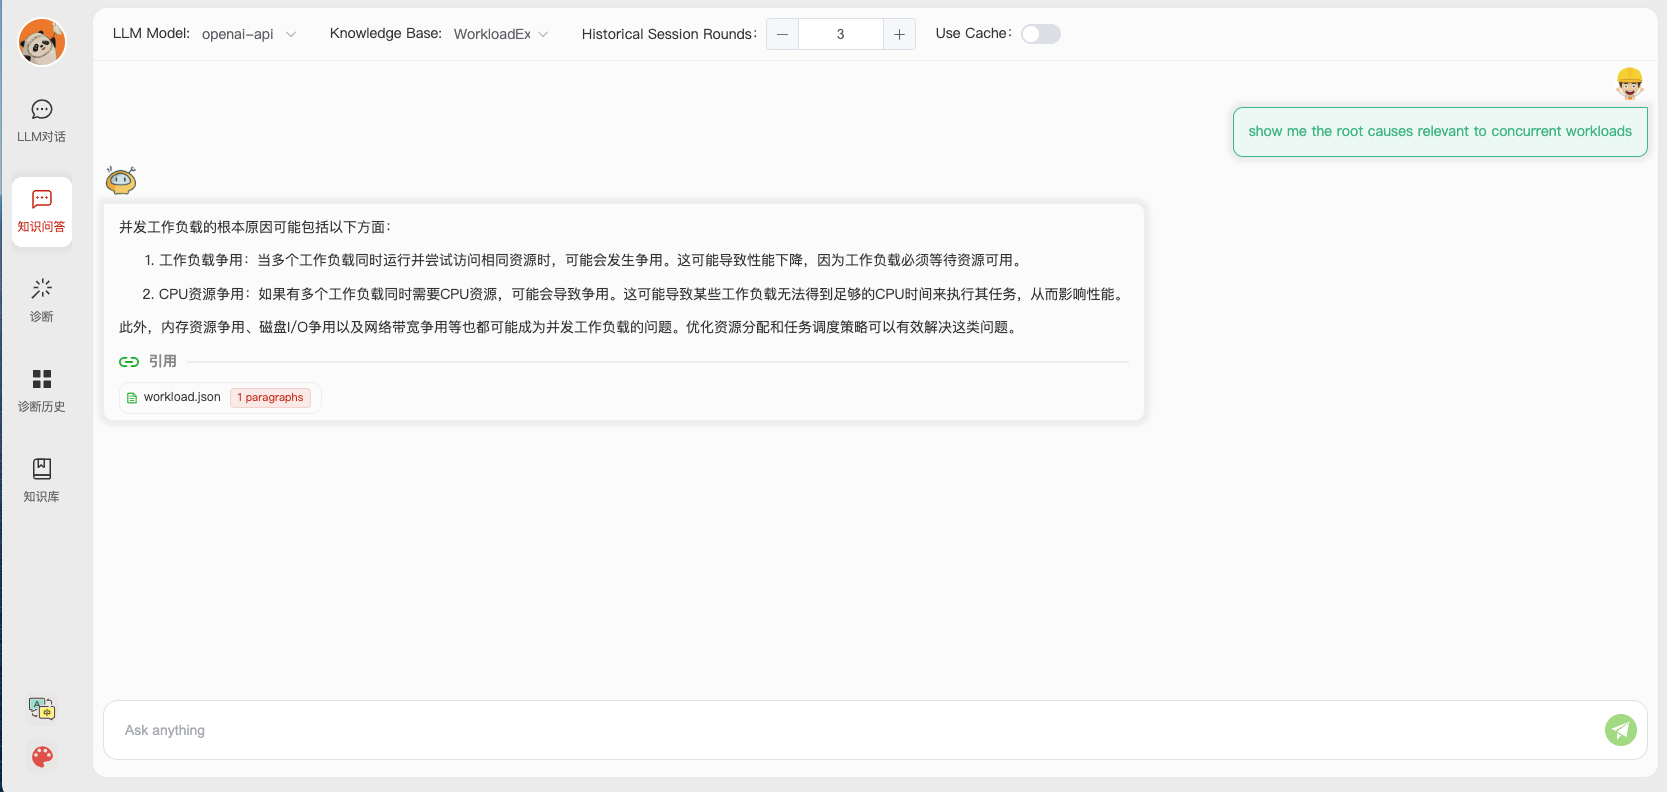 LLM Model: openai-api Knowledge Base: WorkloadEx Historical Session Rounds: 3 Use Cache:
LLM对话
知识问答
诊断
诊断历史
知识库
show me the root causes relevant to concurrent workloads
并发工作负载的根本原因可能包括以下方面：
1. 工作负载争用：当多个工作负载同时运行并尝试访问相同资源时，可能会发生争用。这可能导致性能下降，因为工作负载必须等待资源可用。
2. CPU资源争用：如果有多个工作负载同时需要CPU资源，可能会导致争用。这可能导致某些工作负载无法得到足够的CPU时间来执行其任务，从而影响性能。
此外，内存资源争用、磁盘I/O争用以及网络带宽争用等也都可能成为并发工作负载的问题。优化资源分配和任务调度策略可以有效解决这类问题。
引用
workload.json 1 paragraphs
Ask anything
A
中